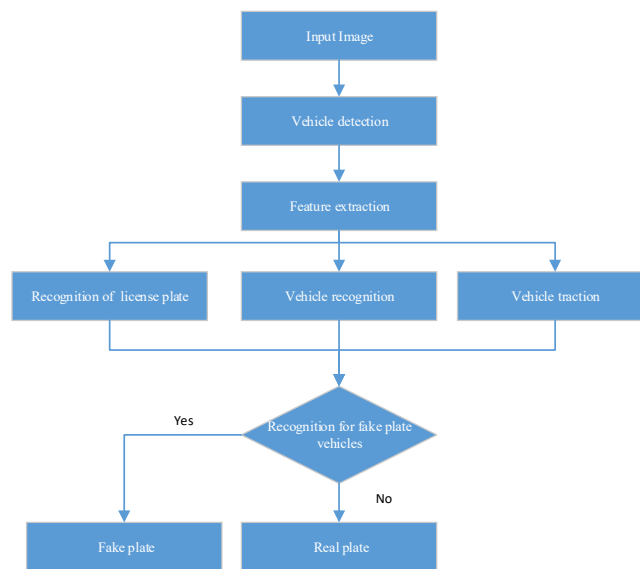 Input Image
Vehicle detection
Feature extraction
Recognition of license plate
Vehicle recognition
Vehicle traction
Recognition for fake plate
vehicles
Yes
No
Fake plate
Real plate